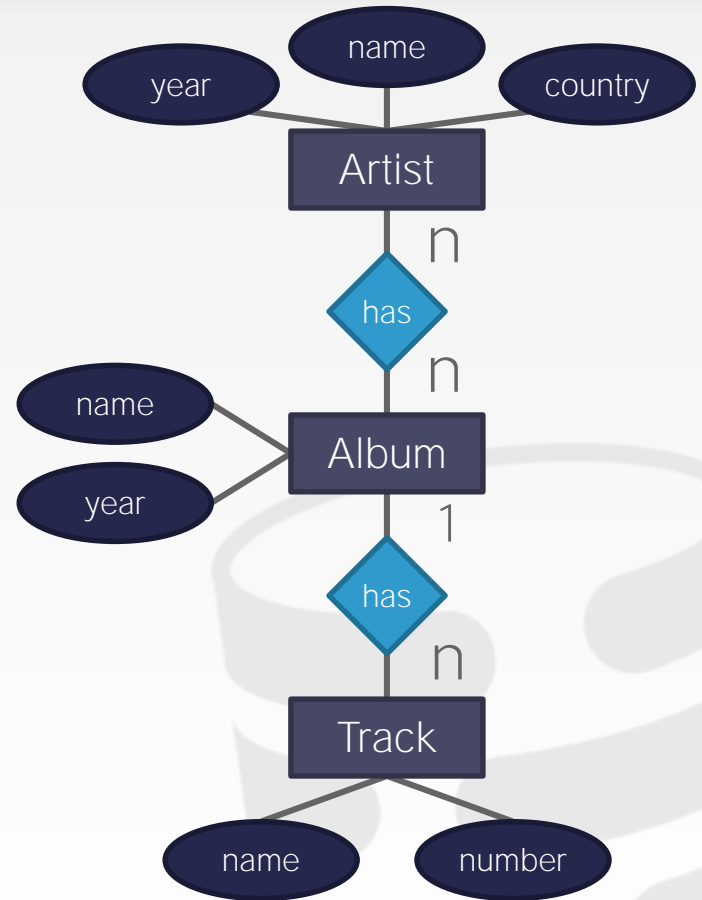 name
year
country
Artist
n
has
n
name
Album
year
1
has
n
Track
name
number